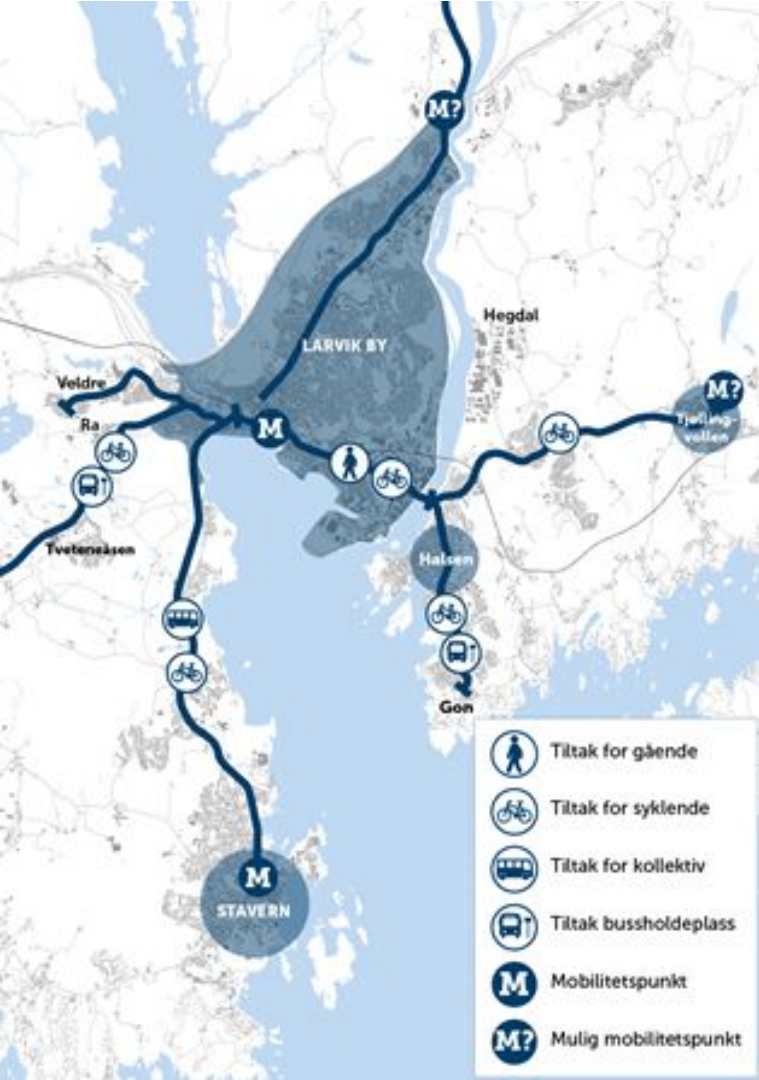 M?
Hegdal
LARVIK BY
Veldre
M?
Tjølling-
vollen
Ra
M
Tveteneåsen
Halsen
Gon
M
STAVERN
Tiltak for gående
Tiltak for syklende
Tiltak for kollektiv
Tiltak bussholdeplass
M Mobilitetspunkt
M? Mulig mobilitetspunkt